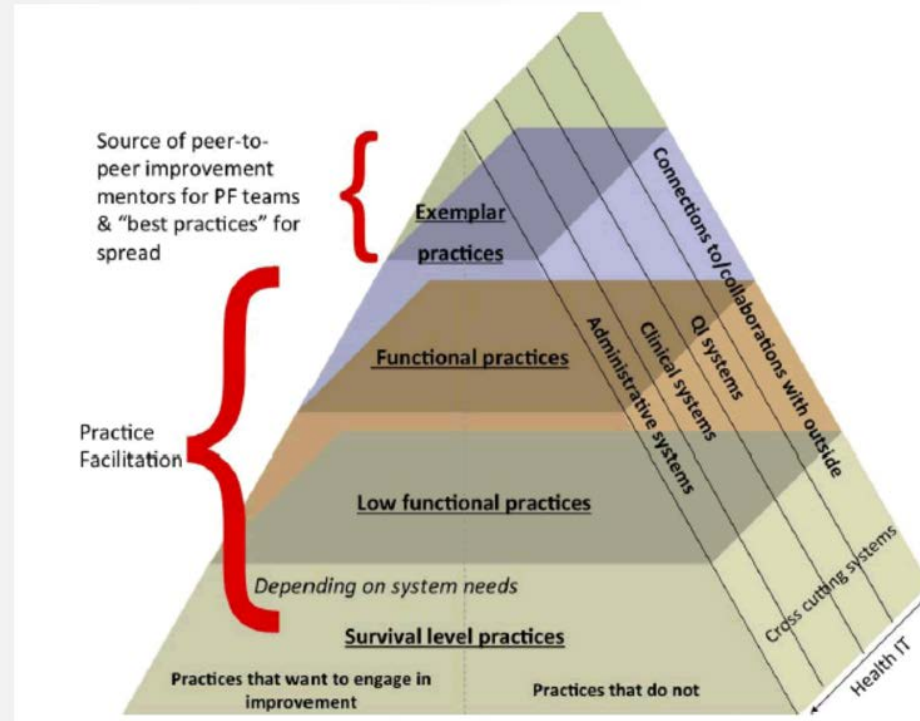 Source of peer-to-
peer improvement
mentors for PF teams
& “best practices” for
spread
Exemplar
practices
Functional practices
Practice
Facilitation
Low functional practices
Depending on system needs
Survival level practices
Practices that want to engage in
improvement
Practices that do not
Administrative systems
Clinical systems
QI systems
Connections to/collaborations with outside
Cross cutting systems
Health IT